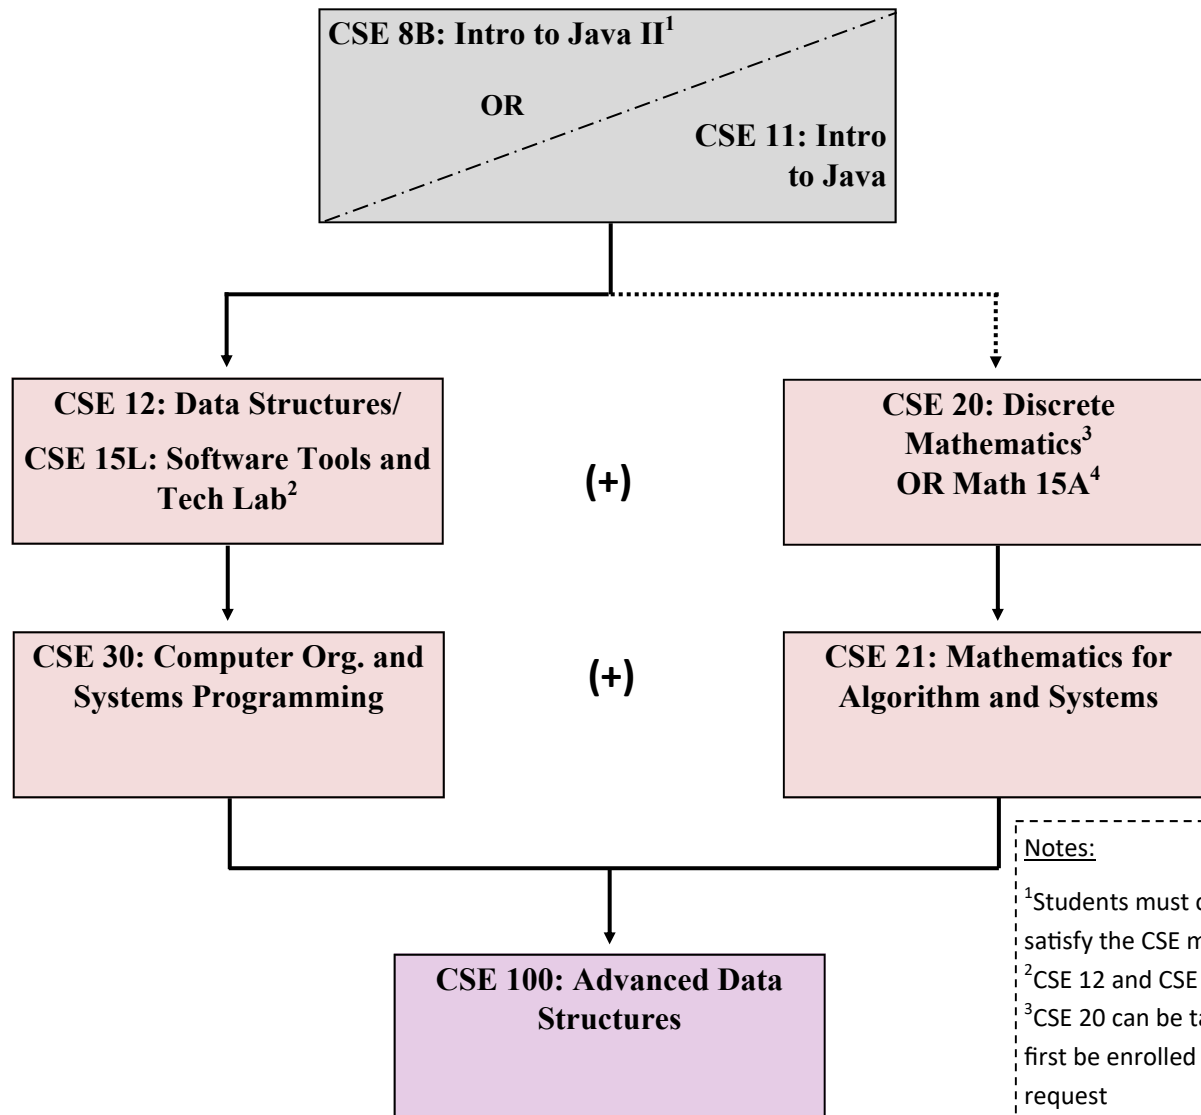 CSE 8B: Intro to Java II¹
OR
CSE 11: Intro
to Java
CSE 12: Data Structures/
CSE 15L: Software Tools and
Tech Lab²
(+)
CSE 20: Discrete
Mathematics³
OR Math 15A⁴
CSE 30: Computer Org. and
Systems Programming
(+)
CSE 21: Mathematics for
Algorithm and Systems
Notes:
¹Students must
satisfy the CSE
²CSE 12 and CSE
³CSE 20 can be
first be enrolled
request
CSE 100: Advanced Data
Structures